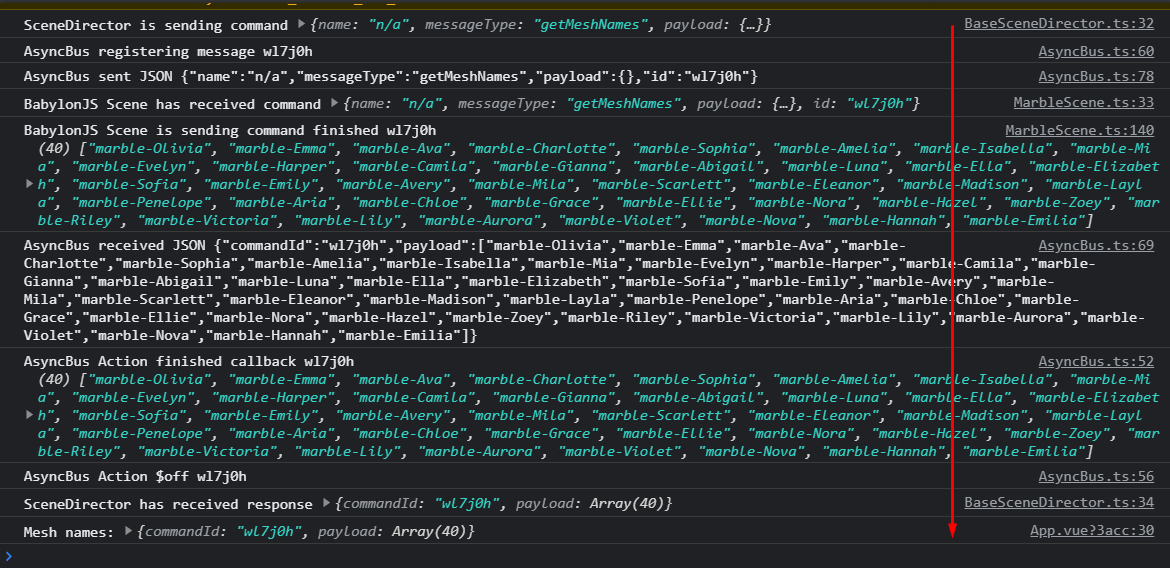 SceneDirector is sending command ▶{name: "n/a", messageType: "getMeshNames", payload: {…}} BaseSceneDirector.ts:32
AsyncBus registering message wl7j0h AsyncBus.ts:60
AsyncBus sent JSON {"name":"n/a","messageType":"getMeshNames","payload":{},"id":"wl7j0h"} AsyncBus.ts:78
BabylonJS Scene has received command ▶{name: "n/a", messageType: "getMeshNames", payload: {…}, id: "wl7j0h"} MarbleScene.ts:33
BabylonJS Scene is sending command finished wl7j0h MarbleScene.ts:140
(40) ["marble-Olivia", "marble-Emma", "marble-Ava", "marble-Charlotte", "marble-Sophia", "marble-Amelia", "marble-Isabella", "marble-Mi
a", "marble-Evelyn", "marble-Harper", "marble-Camila", "marble-Gianna", "marble-Abigail", "marble-Luna", "marble-Ella", "marble-Elizabet
▶h", "marble-Sofia", "marble-Emily", "marble-Avery", "marble-Mila", "marble-Scarlett", "marble-Eleanor", "marble-Madison", "marble-Layl
a", "marble-Penelope", "marble-Aria", "marble-Chloe", "marble-Grace", "marble-Ellie", "marble-Nora", "marble-Hazel", "marble-Zoey", "mar
ble-Riley", "marble-Victoria", "marble-Lily", "marble-Aurora", "marble-Violet", "marble-Nova", "marble-Hannah", "marble-Emilia"]
AsyncBus received JSON {"commandId":"wl7j0h","payload":["marble-Olivia","marble-Emma","marble-Ava","marble- AsyncBus.ts:69
Charlotte","marble-Sophia","marble-Amelia","marble-Isabella","marble-Mia","marble-Evelyn","marble-Harper","marble-Camila","marble-
Gianna","marble-Abigail","marble-Luna","marble-Ella","marble-Elizabeth","marble-Sofia","marble-Emily","marble-Avery","marble-
Mila","marble-Scarlett","marble-Eleanor","marble-Madison","marble-Layla","marble-Penelope","marble-Aria","marble-Chloe","marble-
Grace","marble-Ellie","marble-Nora","marble-Hazel","marble-Zoey","marble-Riley","marble-Victoria","marble-Lily","marble-Aurora","marble-
Violet","marble-Nova","marble-Hannah","marble-Emilia"]}
AsyncBus Action finished callback wl7j0h AsyncBus.ts:52
(40) ["marble-Olivia", "marble-Emma", "marble-Ava", "marble-Charlotte", "marble-Sophia", "marble-Amelia", "marble-Isabella", "marble-Mi
a", "marble-Evelyn", "marble-Harper", "marble-Camila", "marble-Gianna", "marble-Abigail", "marble-Luna", "marble-Ella", "marble-Elizabet
▶h", "marble-Sofia", "marble-Emily", "marble-Avery", "marble-Mila", "marble-Scarlett", "marble-Eleanor", "marble-Madison", "marble-Layl
a", "marble-Penelope", "marble-Aria", "marble-Chloe", "marble-Grace", "marble-Ellie", "marble-Nora", "marble-Hazel", "marble-Zoey", "mar
ble-Riley", "marble-Victoria", "marble-Lily", "marble-Aurora", "marble-Violet", "marble-Nova", "marble-Hannah", "marble-Emilia"]
AsyncBus Action $off wl7j0h AsyncBus.ts:56
SceneDirector has received response ▶{commandId: "wl7j0h", payload: Array(40)} BaseSceneDirector.ts:34
Mesh names: ▶{commandId: "wl7j0h", payload: Array(40)} App.vue?3acc:30